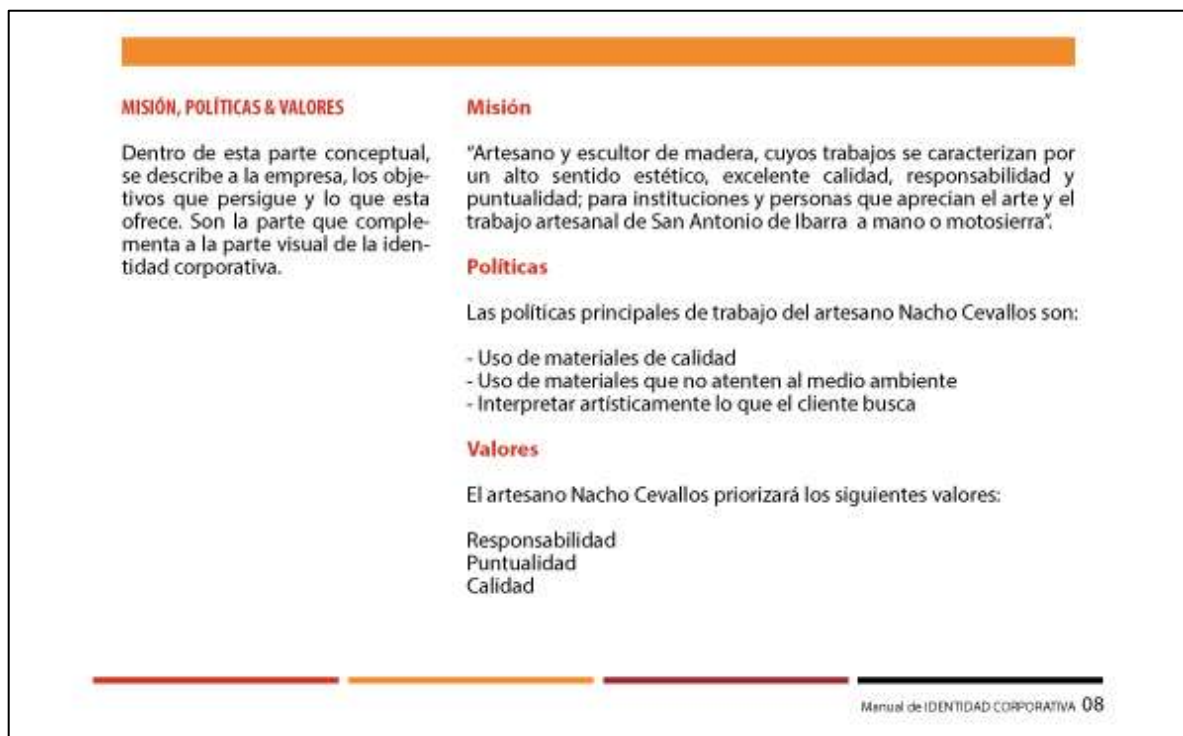 MISIÓN, POLÍTICAS & VALORES
Dentro de esta parte conceptual,
se describe a la empresa, los obje-
tivos que persigue y lo que esta
ofrece. Son la parte que comple-
menta a la parte visual de la iden-
tidad corporativa.
Misión
“Artesano y escultor de madera, cuyos trabajos se caracterizan por
un alto sentido estético, excelente calidad, responsabilidad y
puntualidad; para instituciones y personas que aprecian el arte y el
trabajo artesanal de San Antonio de Ibarra a mano o motosierra”.
Políticas
Las políticas principales de trabajo del artesano Nacho Cevallos son:
- Uso de materiales de calidad
- Uso de materiales que no atenten al medio ambiente
- Interpretar artísticamente lo que el cliente busca
Valores
El artesano Nacho Cevallos priorizará los siguientes valores:
Responsabilidad
Puntualidad
Calidad
Manual de IDENTIDAD CORPORATIVA 08